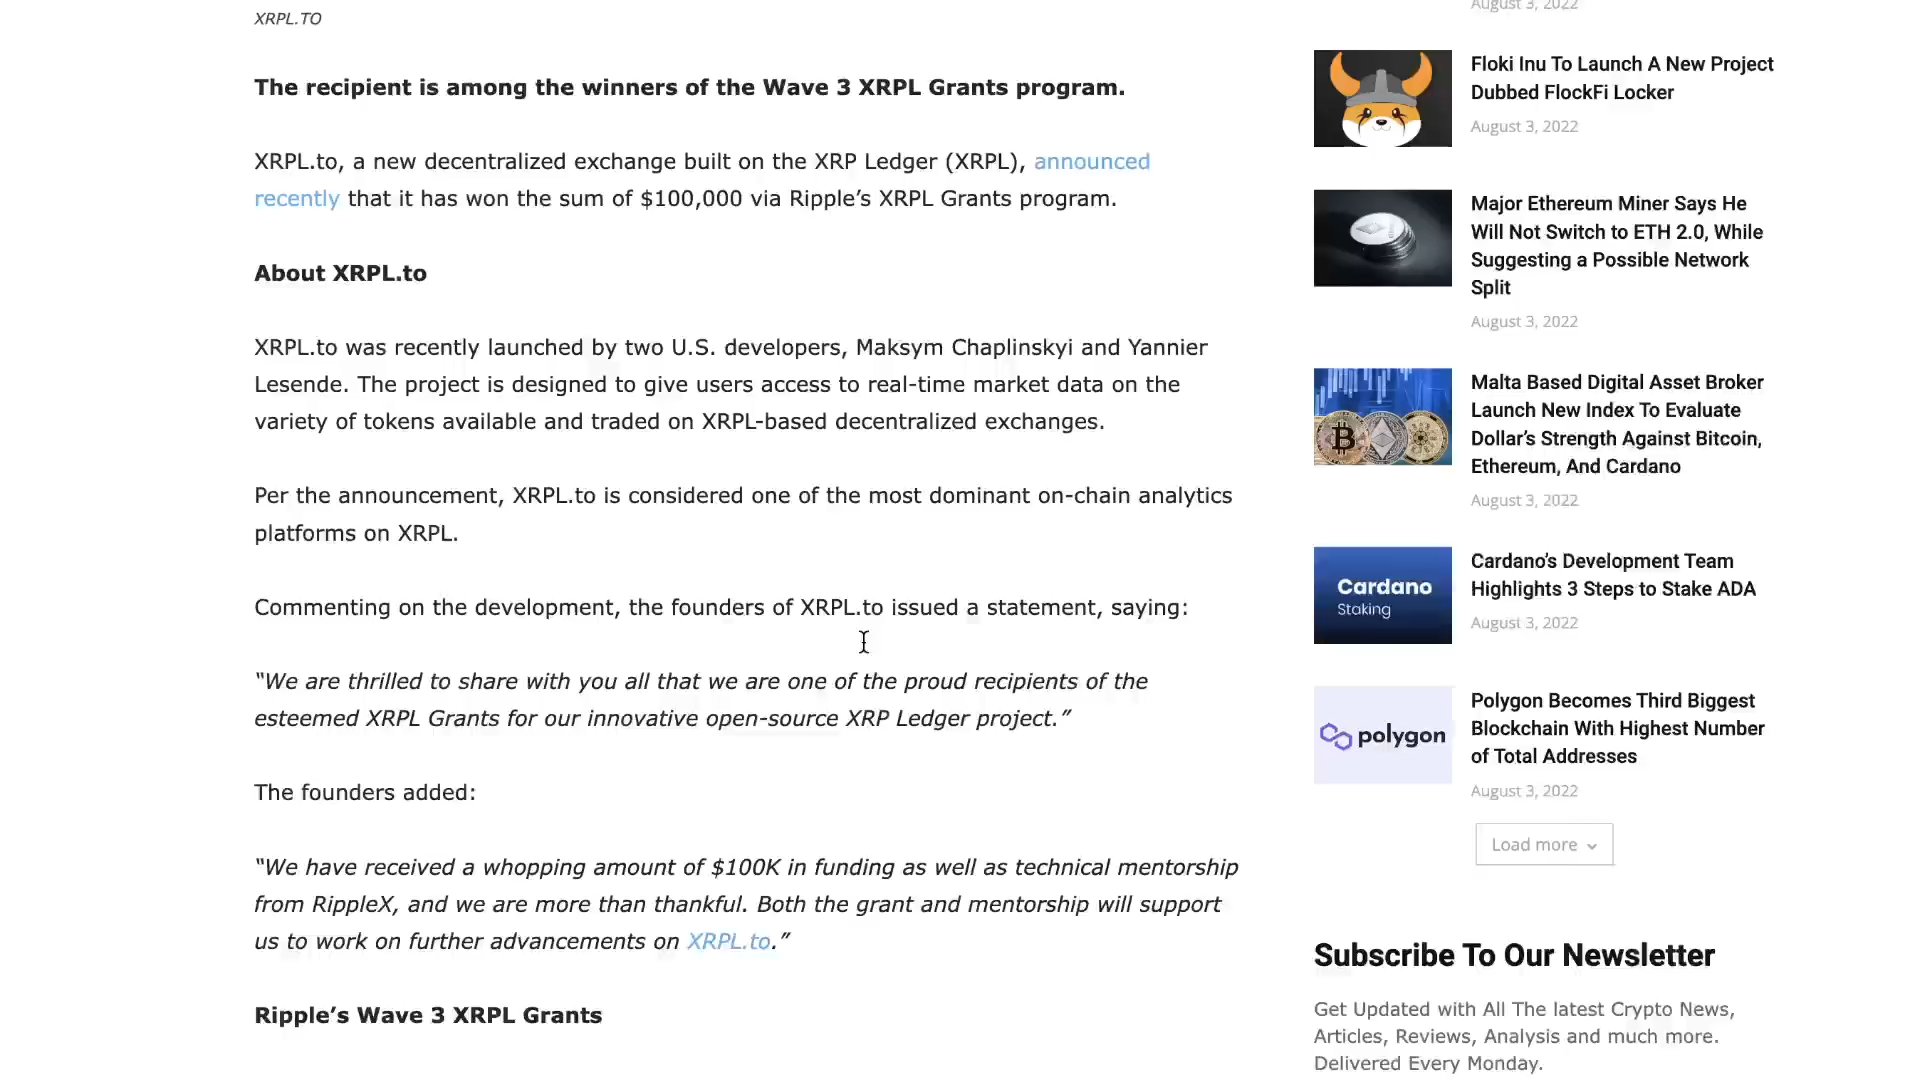 XRPL.TO
The recipient is among the winners of the Wave 3 XRPL Grants program.
XRPL.to, a new decentralized exchange built on the XRP Ledger (XRPL), announced
recently that it has won the sum of $100,000 via Ripple’s XRPL Grants program.
About XRPL.to
XRPL.to was recently launched by two U.S. developers, Maksym Chaplinskyi and Yannier
Lesende. The project is designed to give users access to real-time market data on the
variety of tokens available and traded on XRPL-based decentralized exchanges.
Per the announcement, XRPL.to is considered one of the most dominant on-chain analytics
platforms on XRPL.
Commenting on the development, the founders of XRPL.to issued a statement, saying:
“We are thrilled to share with you all that we are one of the proud recipients of the
esteemed XRPL Grants for our innovative open-source XRP Ledger project.”
The founders added:
“We have received a whopping amount of $100K in funding as well as technical mentorship
from RippleX, and we are more than thankful. Both the grant and mentorship will support
us to work on further advancements on XRPL.to.”
Ripple’s Wave 3 XRPL Grants
August 3, 2022
Floki Inu To Launch A New Project
Dubbed FlockFi Locker
August 3, 2022
Major Ethereum Miner Says He
Will Not Switch to ETH 2.0, While
Suggesting a Possible Network
Split
August 3, 2022
Malta Based Digital Asset Broker
Launch New Index To Evaluate
Dollar’s Strength Against Bitcoin,
Ethereum, And Cardano
August 3, 2022
Cardano
Staking
Cardano’s Development Team
Highlights 3 Steps to Stake ADA
August 3, 2022
polygon
Polygon Becomes Third Biggest
Blockchain With Highest Number
of Total Addresses
August 3, 2022
Load more
Subscribe To Our Newsletter
Get Updated with All The latest Crypto News,
Articles, Reviews, Analysis and much more.
Delivered Every Monday.